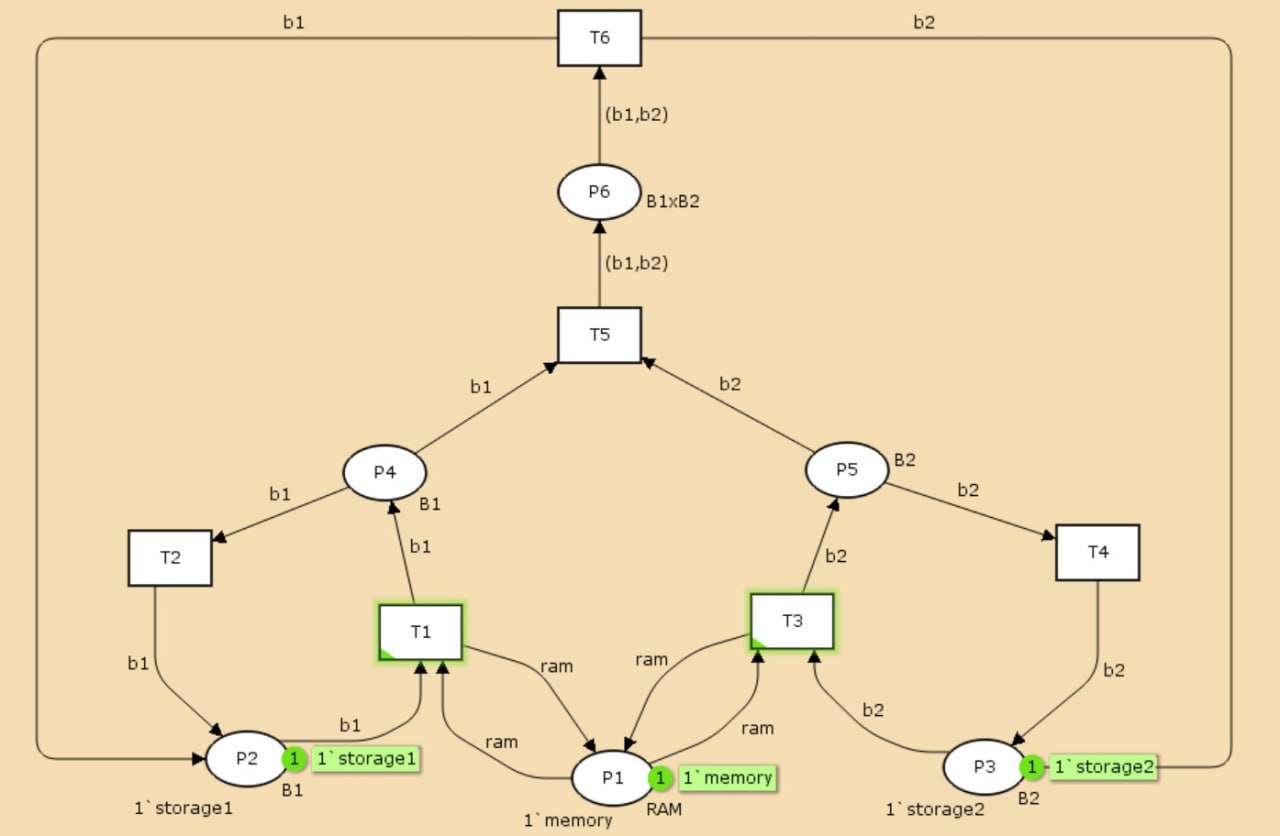 b1
T6
b2
(b1,b2)
P6
B1xB2
(b1,b2)
T5
b1
b2
P4
B1
P5
B2
b1
b2
T2
b1
T1
b2
T3
T4
b1
ram
ram
b2
b1
ram
ram
b2
P2
1
1`storage1
B1
1`storage1
P1
1
1`memory
RAM
1`memory
P3
1
1`storage2
B2
1`storage2